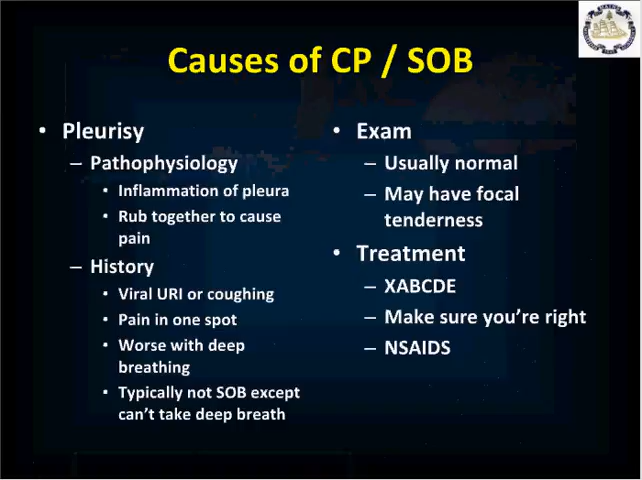 Causes of CP / SOB
• Pleurisy
– Pathophysiology
• Inflammation of pleura
• Rub together to cause
pain
– History
• Viral URI or coughing
• Pain in one spot
• Worse with deep
breathing
• Typically not SOB except
can't take deep breath
• Exam
– Usually normal
– May have focal
tenderness
• Treatment
– XABCDE
– Make sure you're right
– NSAIDS